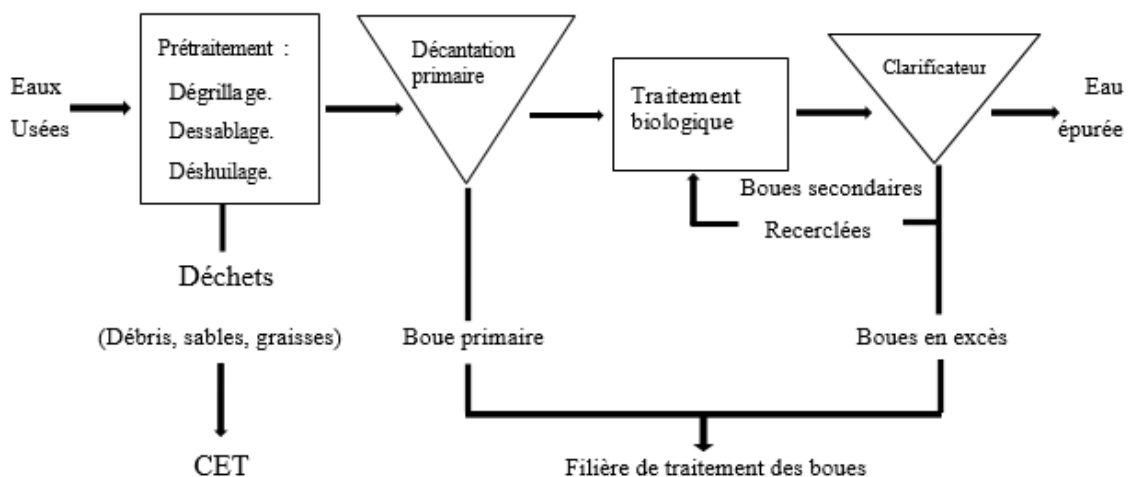 Eaux
Usées
Prétraitement :
Dégrillage.
Dessablage.
Déshuilage.
Décantation
primaire
Traitement
biologique
Clarificateur
Eau
épurée
Boues secondaires
Recerclées
Déchets
(Débris, sables, graisses)
Boue primaire
Boues en excès
CET
Filière de traitement des boues